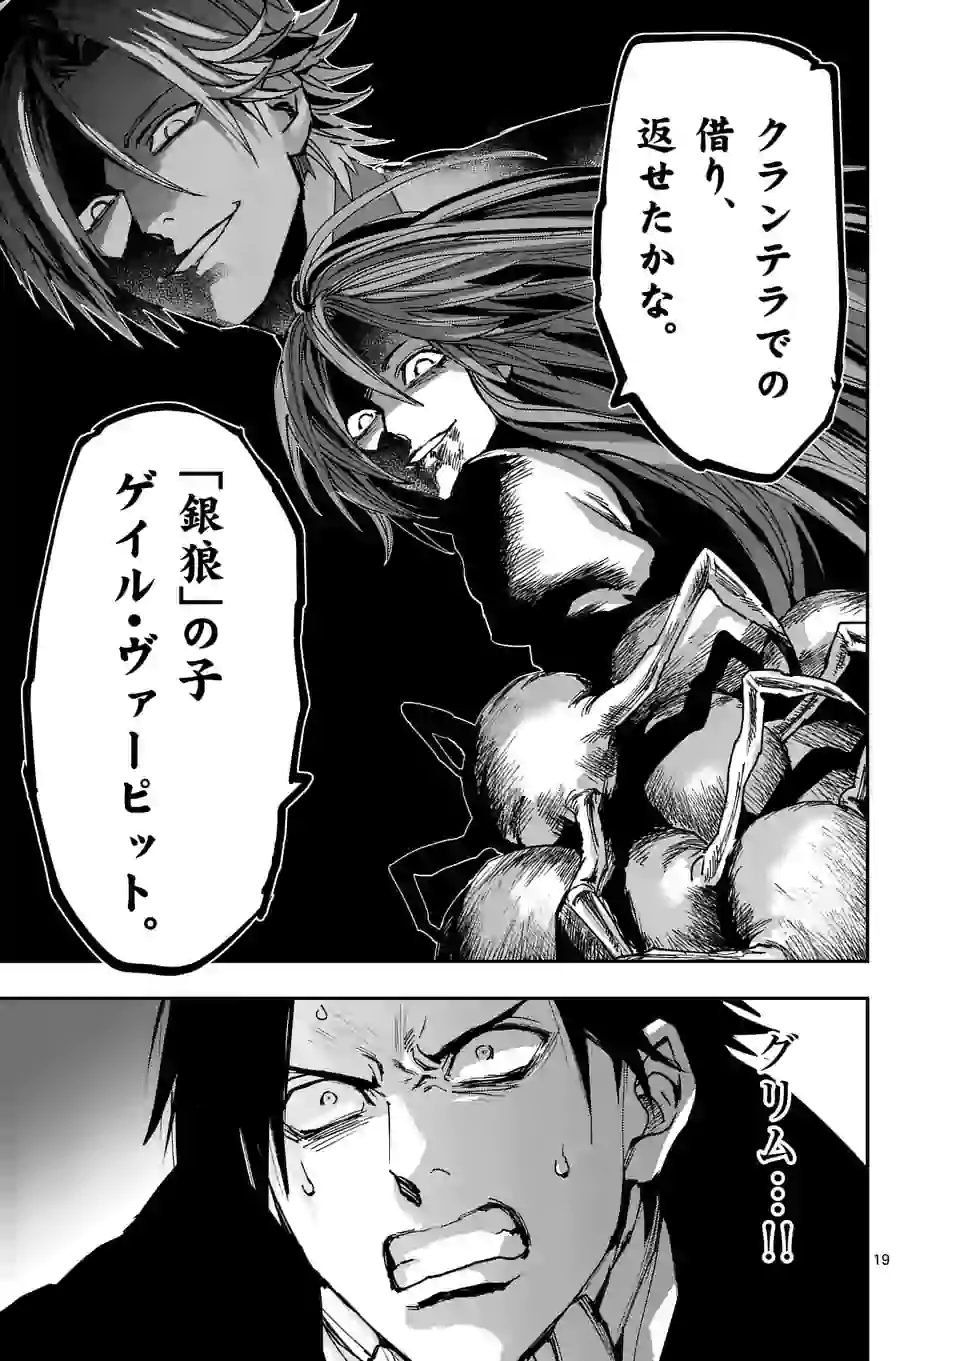 クランテラでの
借り、
返せたかな。
「銀狼」の子
ゲイル・ヴァーピット。
グリム…!!
19